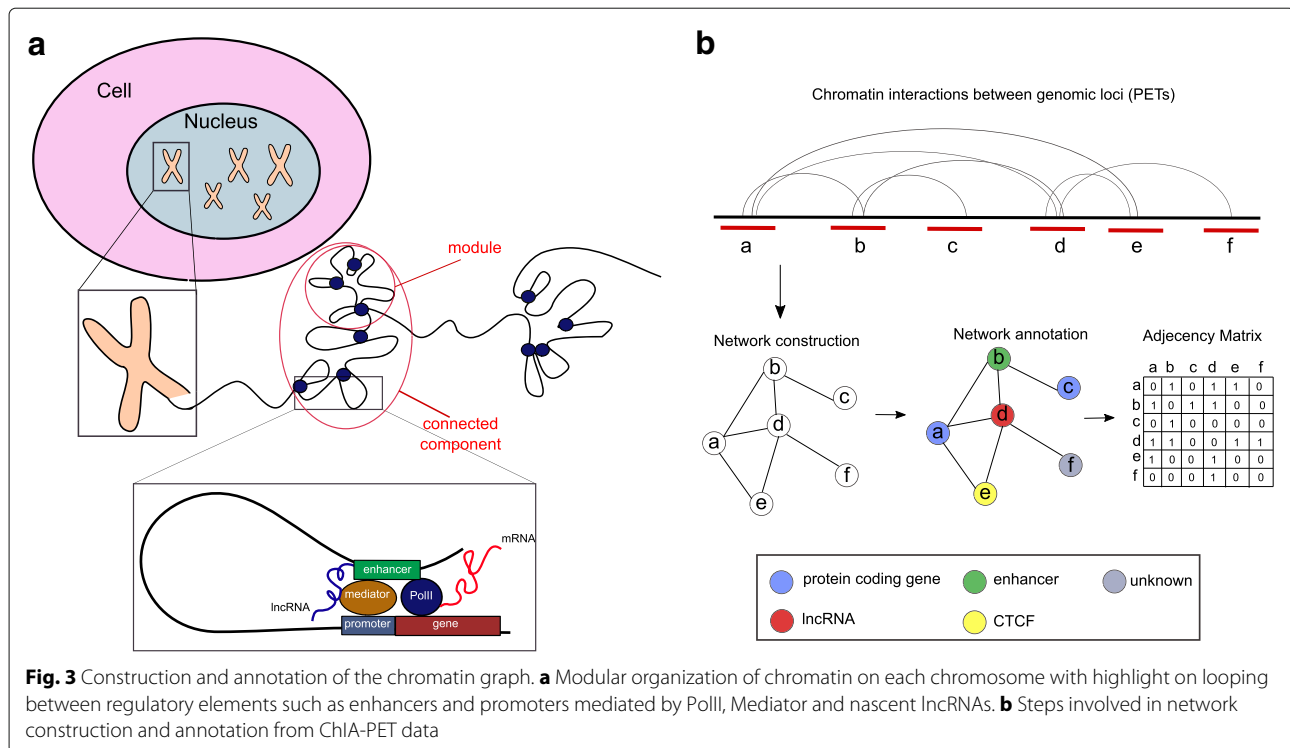 a
Cell
Nucleus
module
connected
component
enhancer
mRNA
mediator
PolII
lncRNA
promoter
gene
b
Chromatin interactions between genomic loci (PETs)
a b c d e f
Network construction
b
c
d
a
f
e
Network annotation
b
c
d
a
f
e
Adjecency Matrix
a b c d e f
a 0 1 0 1 1 0
b 1 0 1 1 0 0
c 0 1 0 0 0 0
d 1 1 0 0 1 1
e 1 0 0 1 0 0
f 0 0 0 1 0 0
protein coding gene
enhancer
unknown
lncRNA
CTCF
Fig. 3 Construction and annotation of the chromatin graph. a Modular organization of chromatin on each chromosome with highlight on looping
between regulatory elements such as enhancers and promoters mediated by PolII, Mediator and nascent lncRNAs. b Steps involved in network
construction and annotation from ChIA-PET data